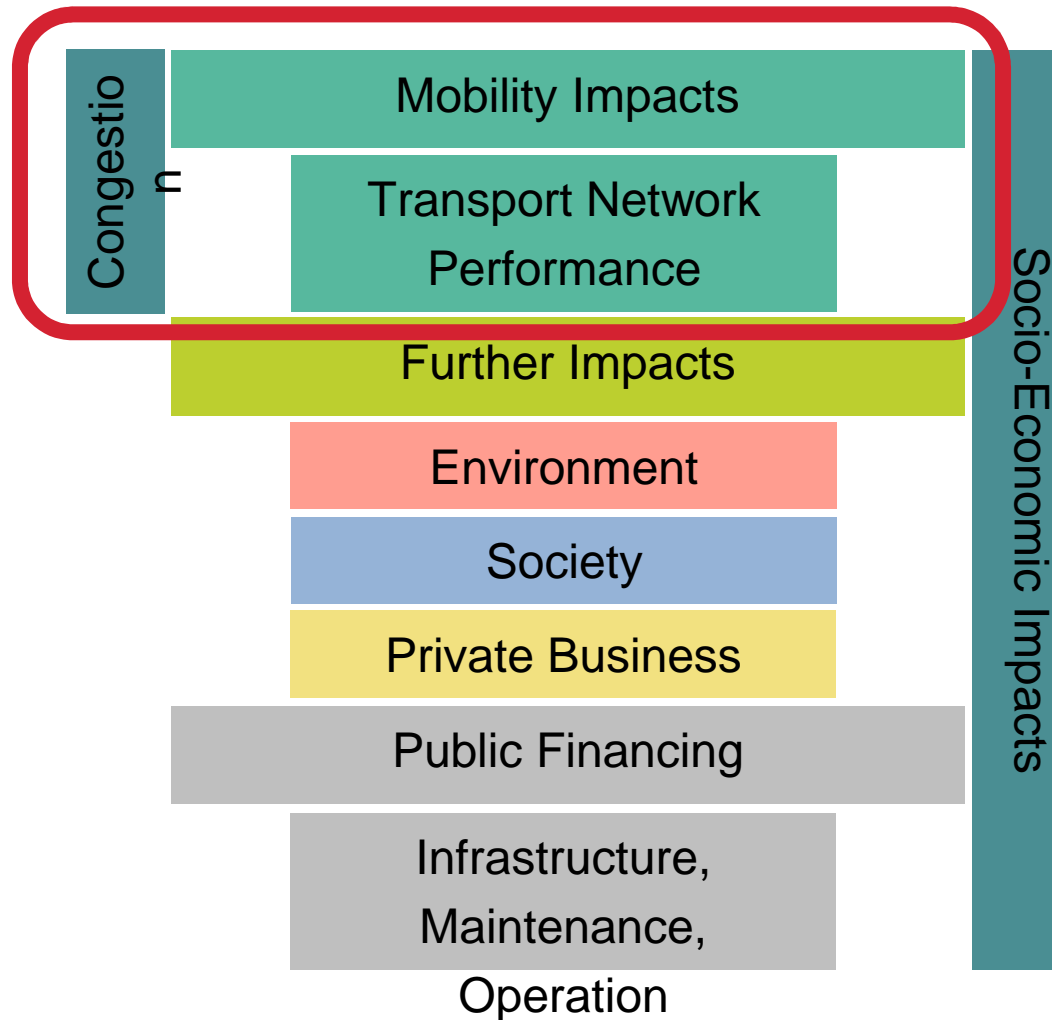 Congestio
n
Mobility Impacts
Transport Network
Performance
Further Impacts
Environment
Society
Private Business
Public Financing
Infrastructure,
Maintenance,
Operation
Socio-Economic Impacts